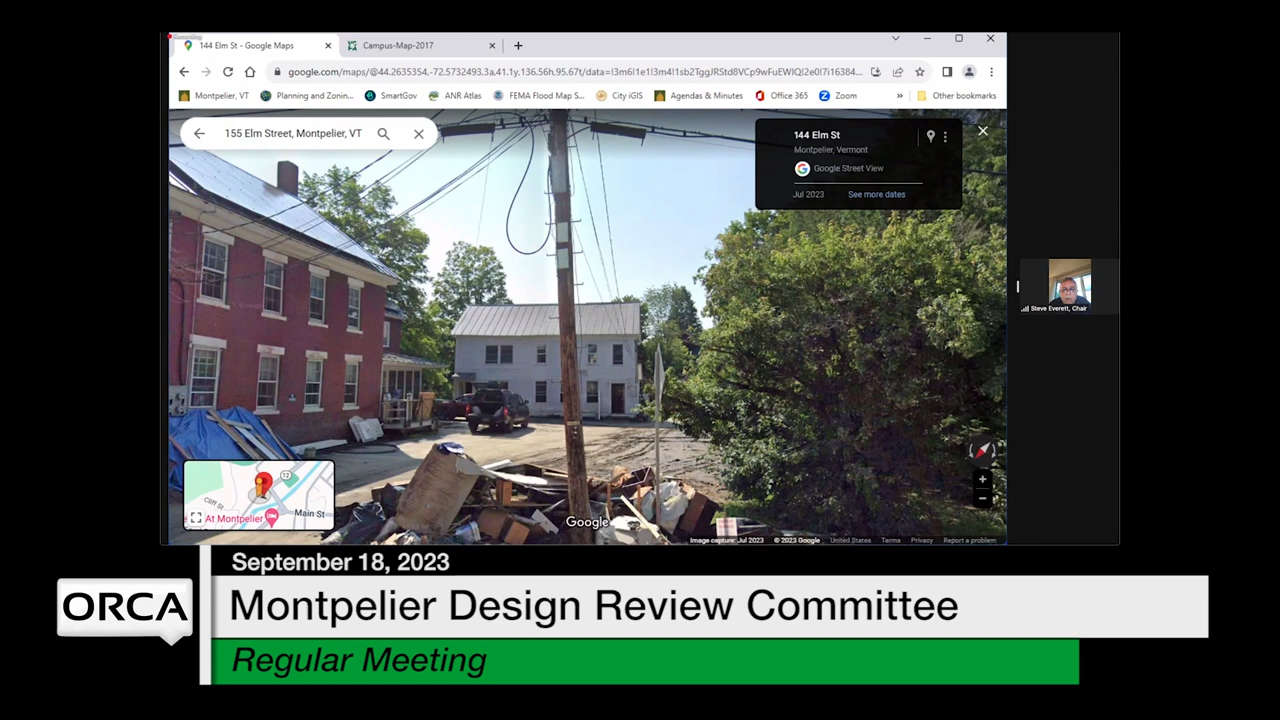 144 Elm St - Google Maps
Campus-Map-2017
google.com/maps/@44.2635354,-72.5732493,3a,41.1y,136.56h,95.67t/data=!3m6!1e1!3m4!1sb2TggJRStd8VCp9wFuEWIQ!2e0!7i16384...
Montpelier, VT
Planning and Zonin...
SmartGov
ANR Atlas
FEMA Flood Map S...
City iGIS
Agendas & Minutes
Office 365
Zoom
»
Other bookmarks
155 Elm Street, Montpelier, VT
144 Elm St
Montpelier, Vermont
Google Street View
Jul 2023 See more dates
Steve Everett, Chair
12
Cliff St
Main St
At Montpelier
Google
Image capture: Jul 2023 © 2023 Google United States Terms Privacy Report a problem
September 18, 2023
ORCA
Montpelier Design Review Committee
Regular Meeting